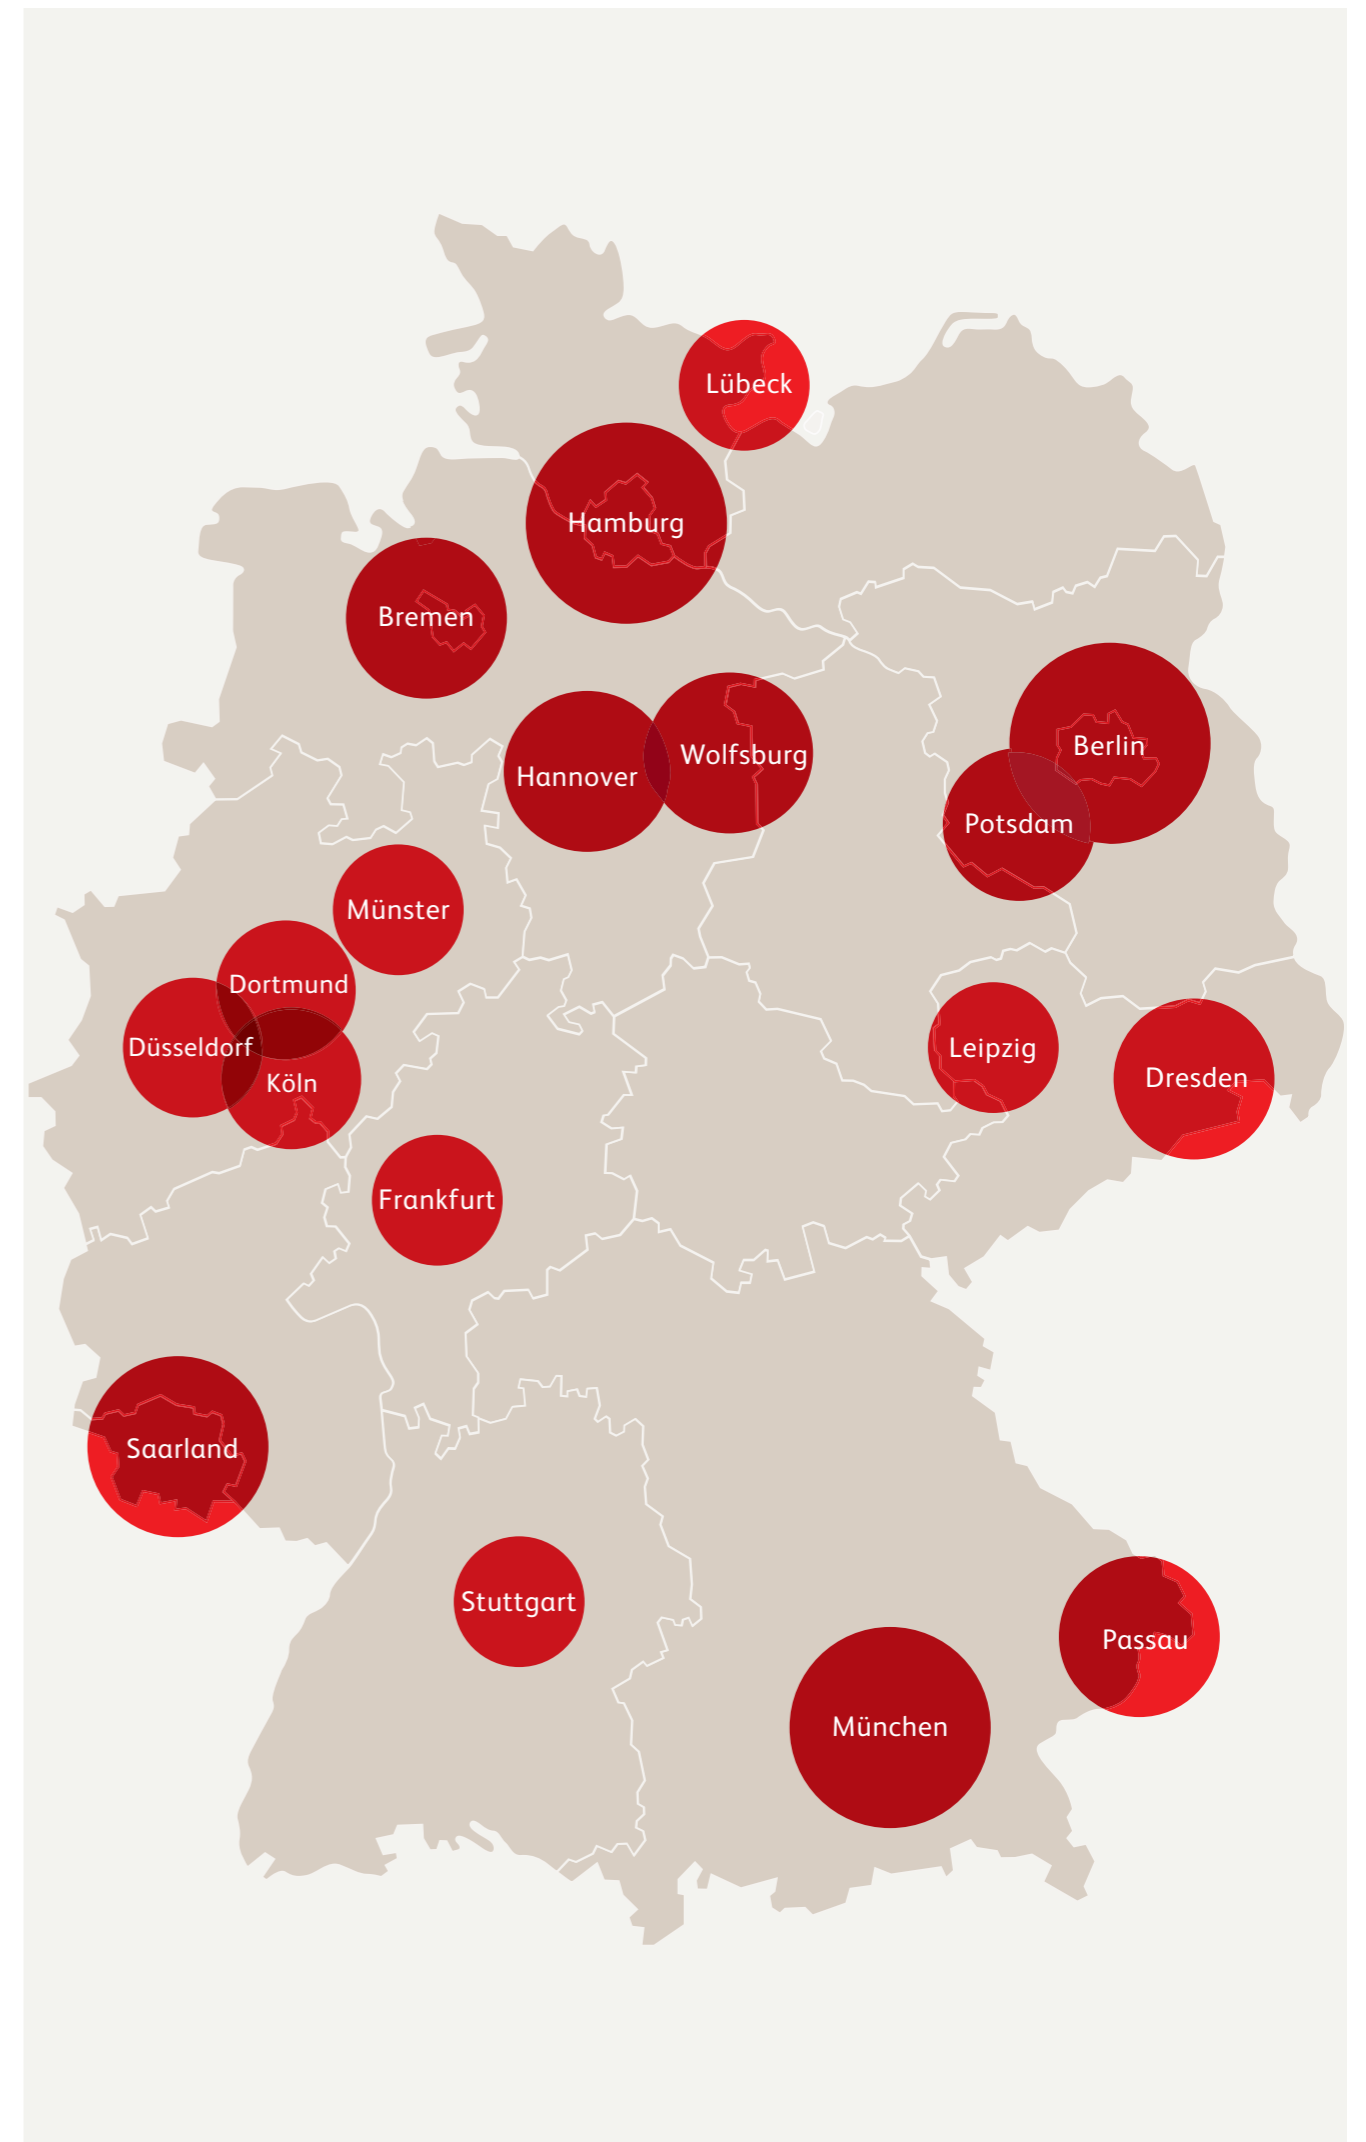 Lübeck
Hamburg
Bremen
Hannover
Wolfsburg
Berlin
Potsdam
Münster
Dortmund
Düsseldorf
Köln
Leipzig
Dresden
Frankfurt
Saarland
Stuttgart
Passau
München